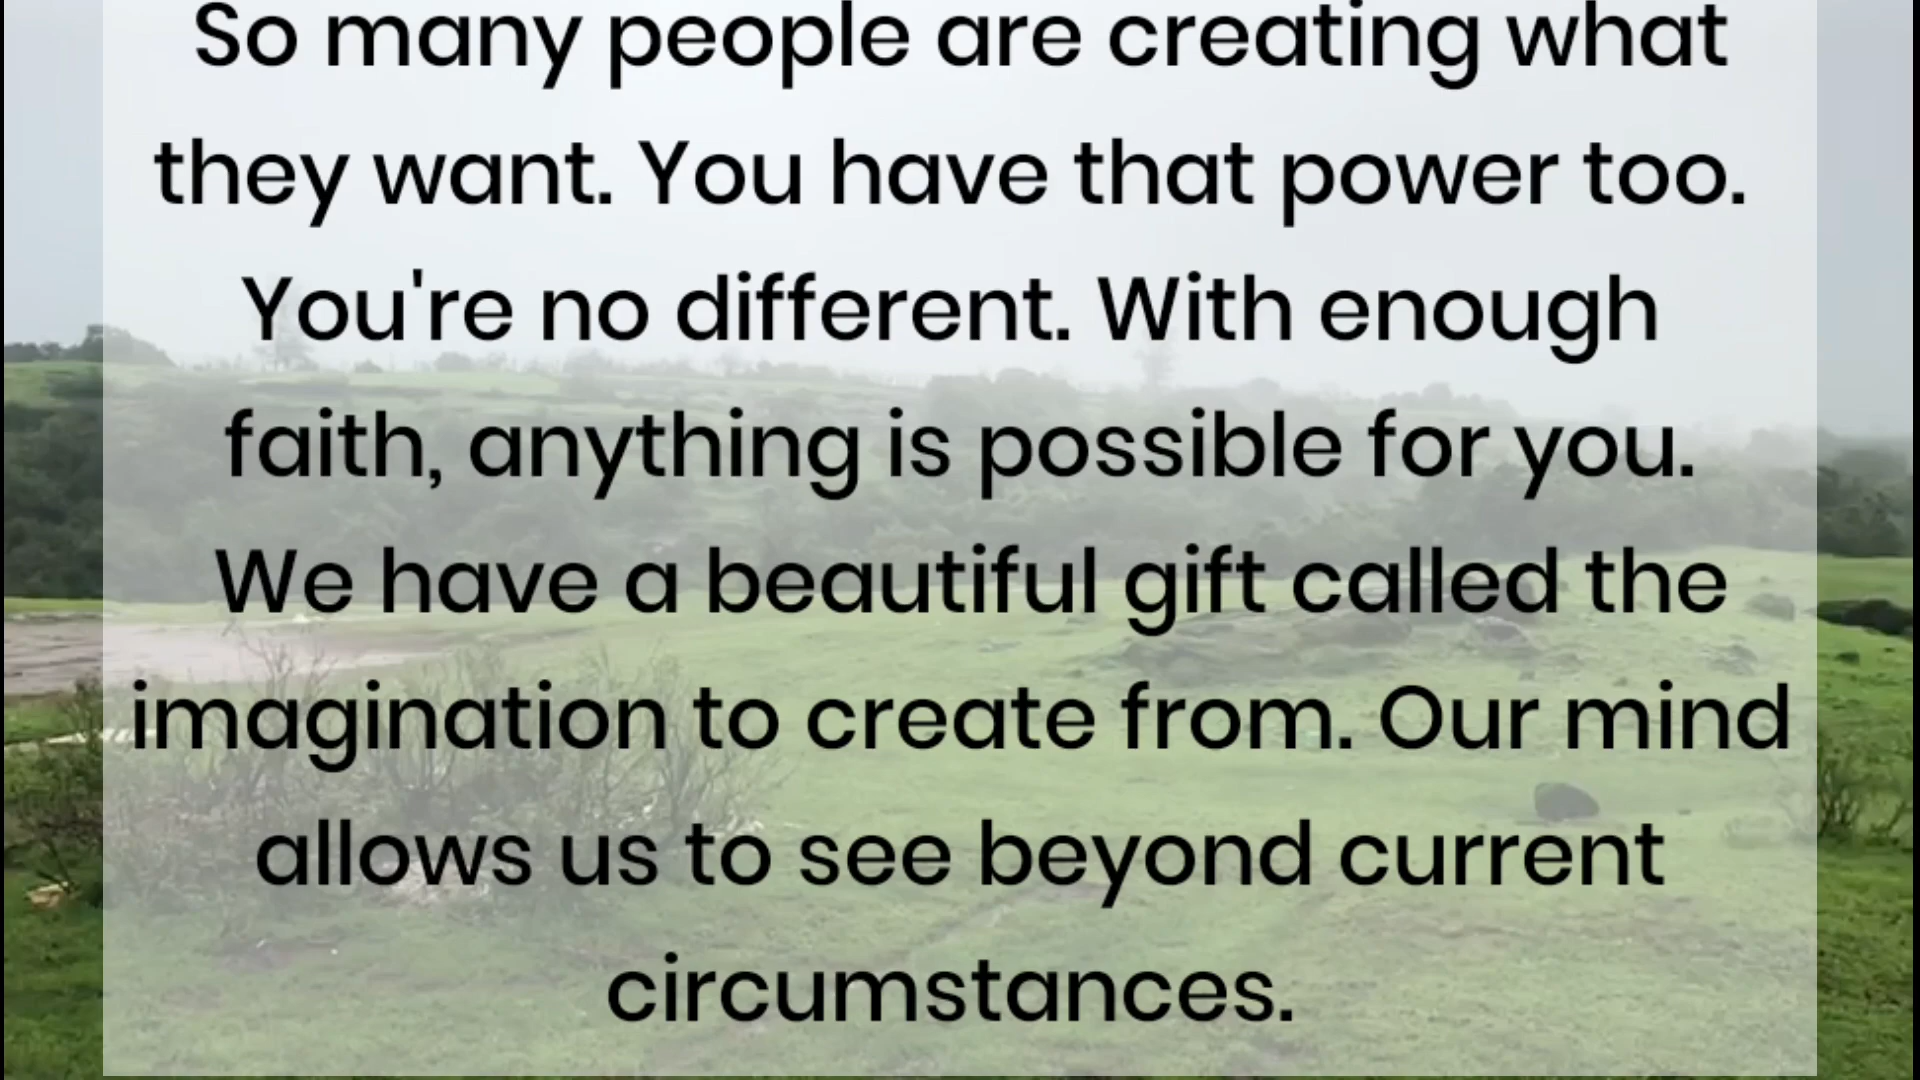 So many people are creating what
they want. You have that power too.
You're no different. With enough
faith, anything is possible for you.
We have a beautiful gift called the
imagination to create from. Our mind
allows us to see beyond current
circumstances.